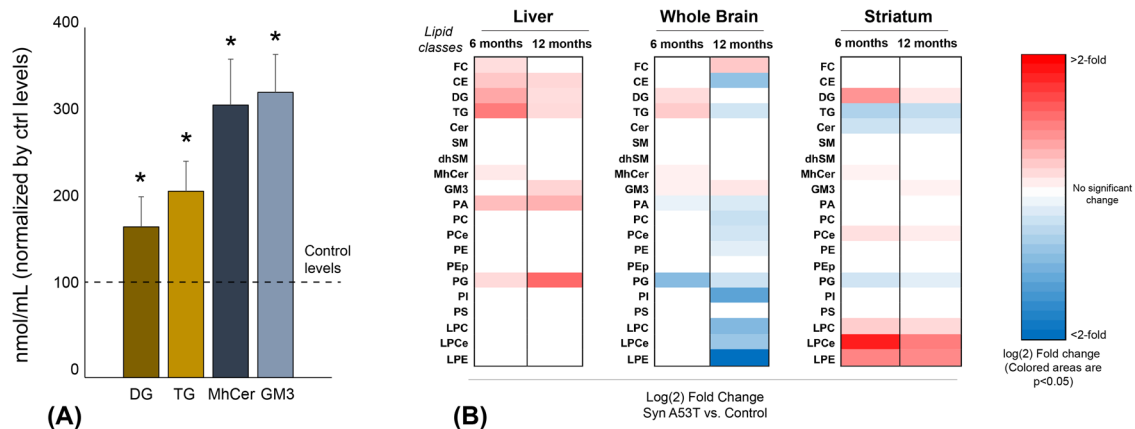 (A)
nmol/mL (normalized by ctrl levels)
400
300
200
100
0
* * * *
Control
levels
DG TG MhCer GM3
(B)
Liver Whole Brain Striatum
Lipid
classes
6 months 12 months 6 months 12 months 6 months 12 months
FC FC FC
CE CE CE
DG DG DG
TG TG TG
Cer Cer Cer
SM SM SM
dhSM dhSM dhSM
MhCer MhCer MhCer
GM3 GM3 GM3
PA PA PA
PC PC PC
PCe PCe PCe
PE PE PE
PEp PEp PEp
PG PG PG
PI PI PI
PS PS PS
LPC LPC LPC
LPCe LPCe LPCe
LPE LPE LPE
>2-fold
No significant
change
<2-fold
log(2) Fold change
(Colored areas are
p<0.05)
Log(2) Fold Change
Syn A53T vs. Control